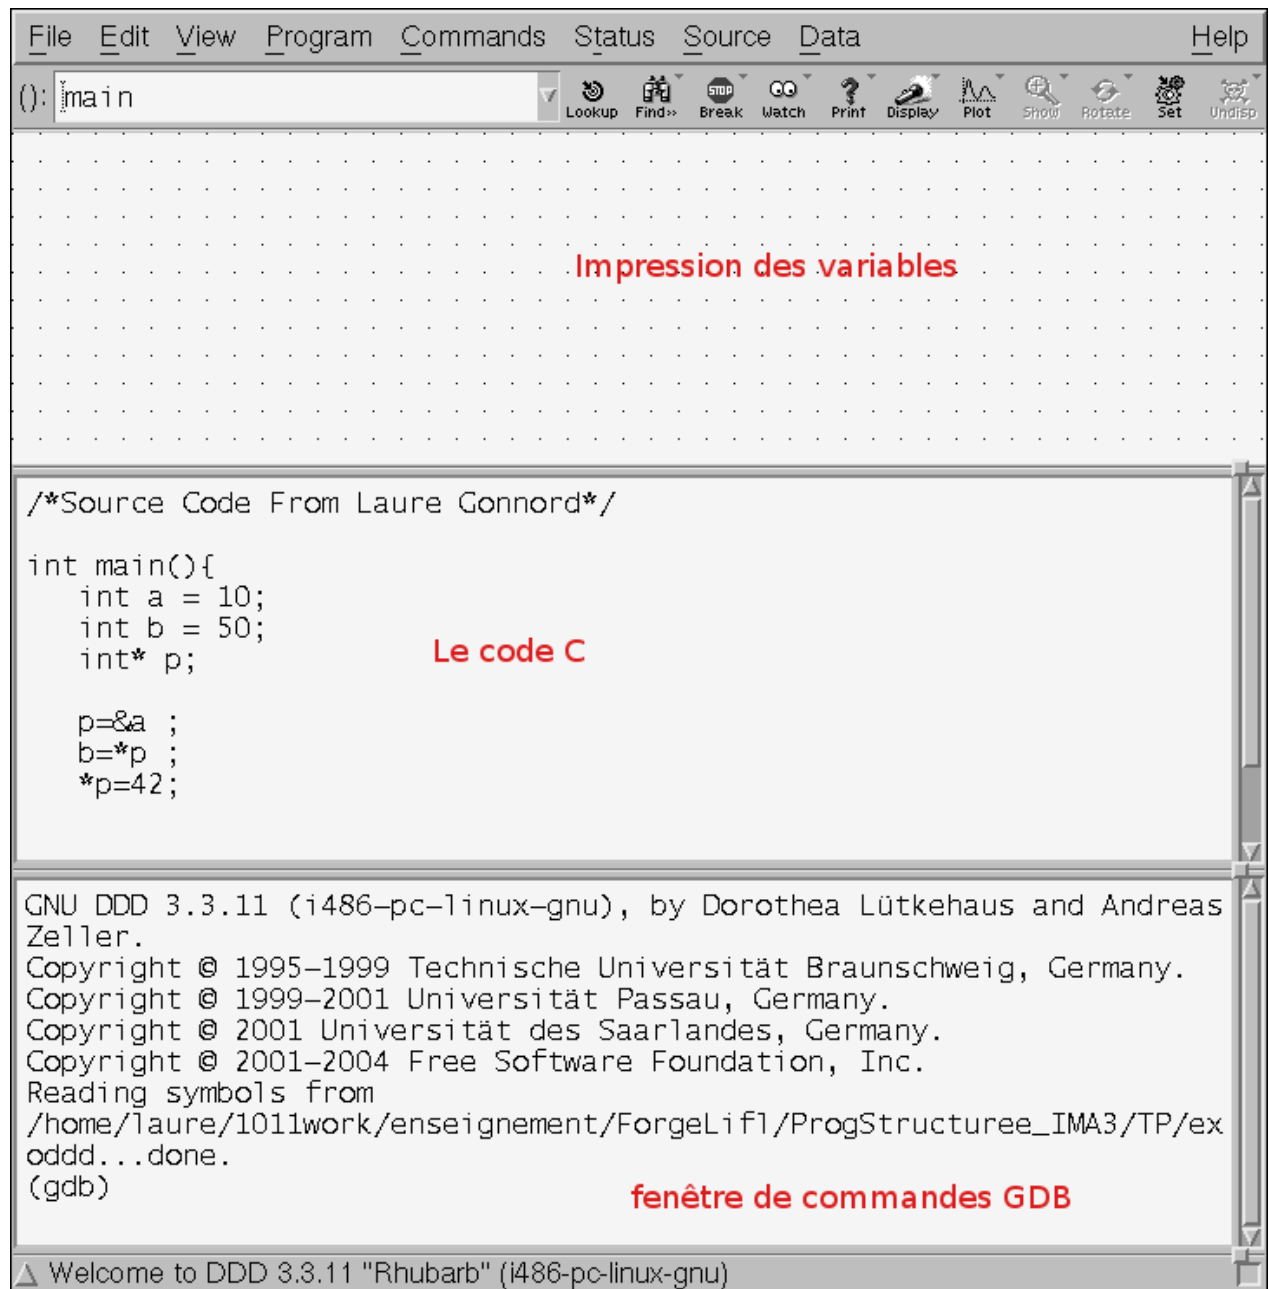 File Edit View Program Commands Status Source Data Help
(): main Lookup Find» Break Watch Print Display Plot Show Rotate Set Undisp
Impression des variables
/*Source Code From Laure Gonnord*/
int main(){
int a = 10;
int b = 50;
int* p;
Le code C
p=&a ;
b=*p ;
*p=42;
GNU DDD 3.3.11 (i486-pc-linux-gnu), by Dorothea Lütkehaus and Andreas
Zeller.
Copyright © 1995-1999 Technische Universität Braunschweig, Germany.
Copyright © 1999-2001 Universität Passau, Germany.
Copyright © 2001 Universität des Saarlandes, Germany.
Copyright © 2001-2004 Free Software Foundation, Inc.
Reading symbols from
/home/laure/1011work/enseignement/ForgeLifl/ProgStructuree_IMA3/TP/ex
oddd...done.
(gdb)
fenêtre de commandes GDB
Welcome to DDD 3.3.11 "Rhubarb" (i486-pc-linux-gnu)